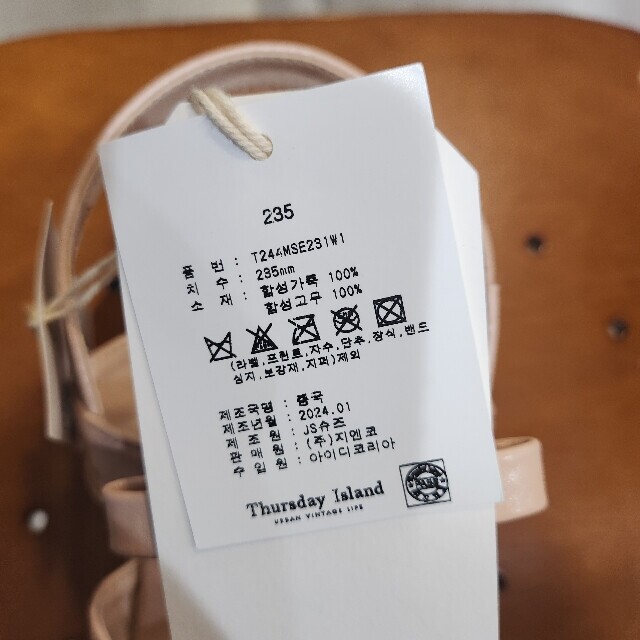 235
품 번 : T244MSE231W1
치 수 : 235mm
소 재 : 합성가죽 100%
합성고무 100%
(라벨,프린트,자수,단추,장식,밴드
심지,보강재,지퍼)제외
제조국명 : 중국
제조년월 : 2024.01
제 조 원 : JS슈즈
판 매 원 : (주)지엔코
수 입 원 : 아이디코리아
Thursday Island
URBAN VINTAGE LIFE